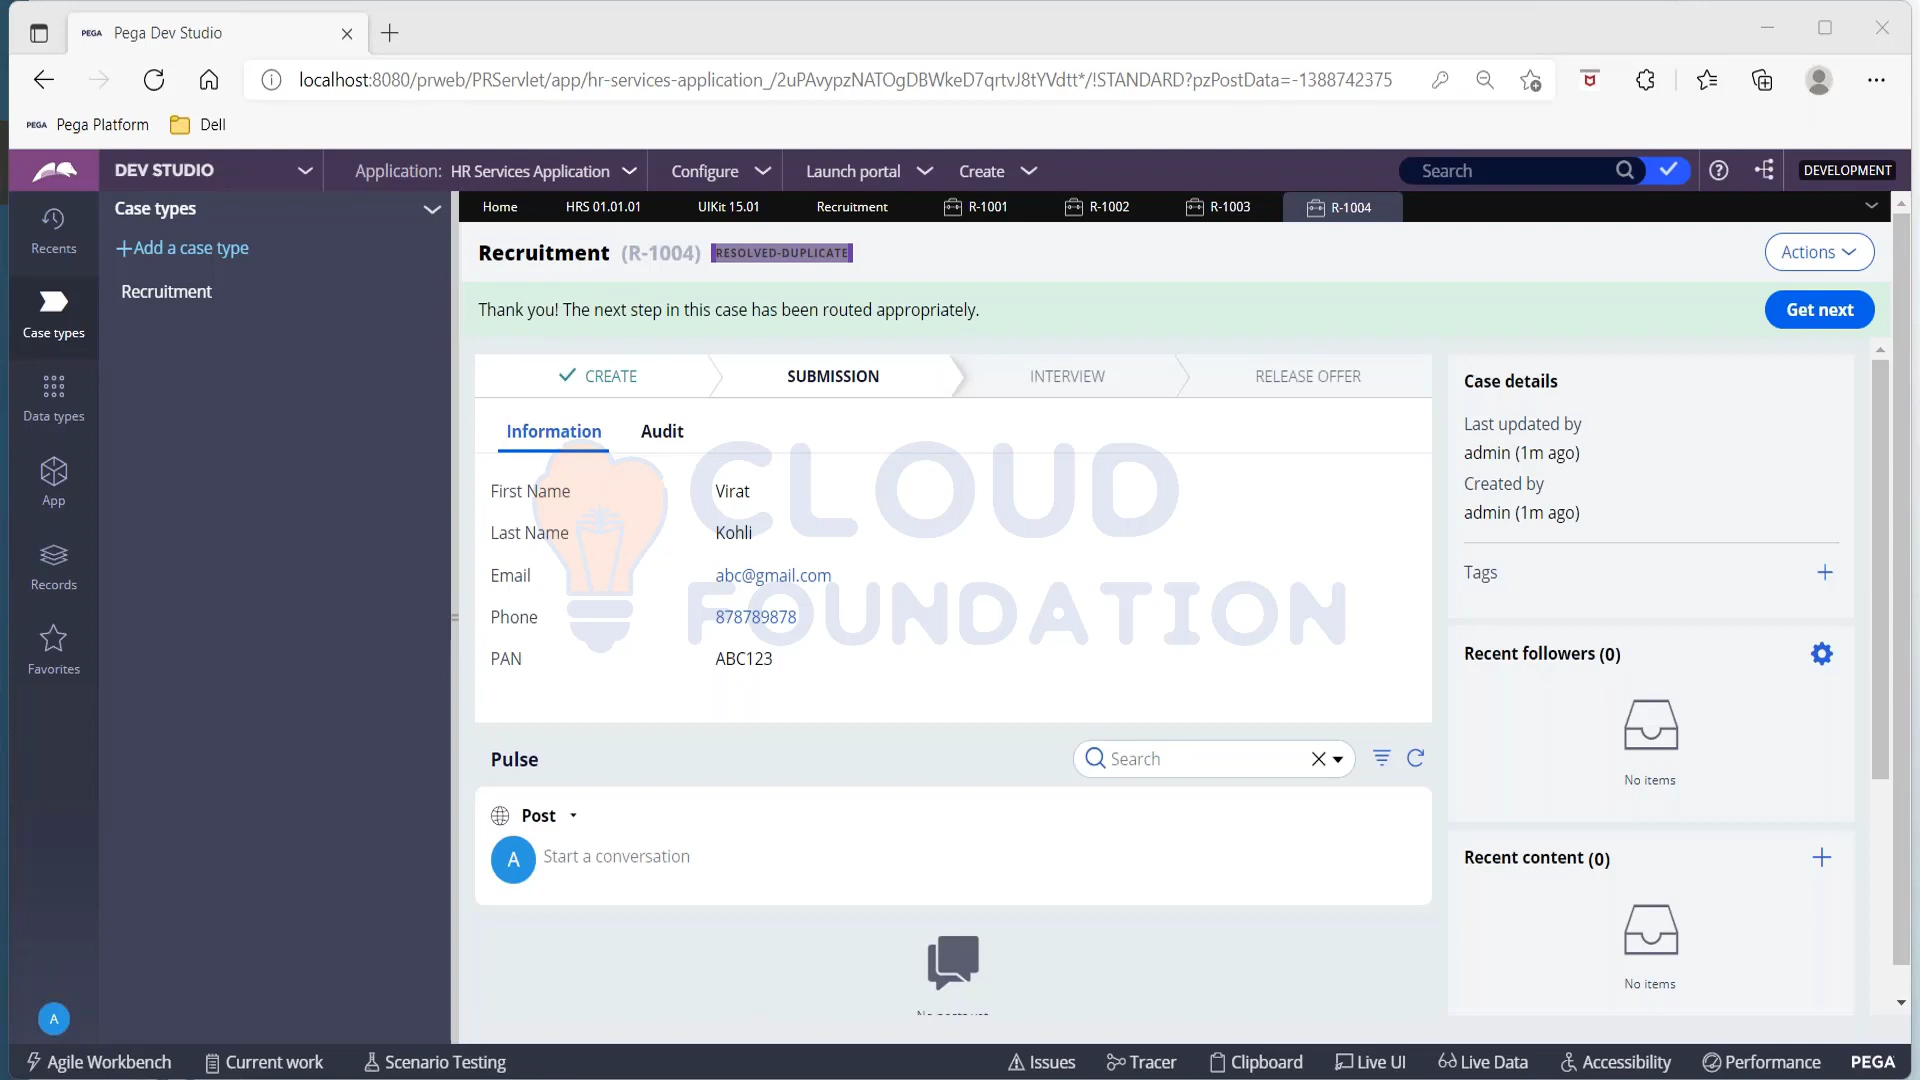 PEGA Pega Dev Studio
localhost:8080/prweb/PRServlet/app/hr-services-application_/2uPAvypzNATOgDBWkeD7qrtvJ8tYVdtt*/!STANDARD?pzPostData=-1388742375
PEGA Pega Platform Dell
DEV STUDIO Application: HR Services Application Configure Launch portal Create Search DEVELOPMENT
Recents
Case types
Data types
App
Records
Favorites
A
Case types
+Add a case type
Recruitment
Home HRS 01.01.01 UIKit 15.01 Recruitment R-1001 R-1002 R-1003 R-1004
Recruitment (R-1004) RESOLVED-DUPLICATE Actions
Thank you! The next step in this case has been routed appropriately. Get next
CREATE SUBMISSION INTERVIEW RELEASE OFFER
Information Audit
CLOUD
FOUNDATION
First Name Virat
Last Name Kohli
Email abc@gmail.com
Phone 878789878
PAN ABC123
Pulse Search
Post
A Start a conversation
Case details
Last updated by
admin (1m ago)
Created by
admin (1m ago)
Tags
Recent followers (0)
No items
Recent content (0)
No items
Agile Workbench Current work Scenario Testing Issues Tracer Clipboard Live UI Live Data Accessibility Performance PEGA